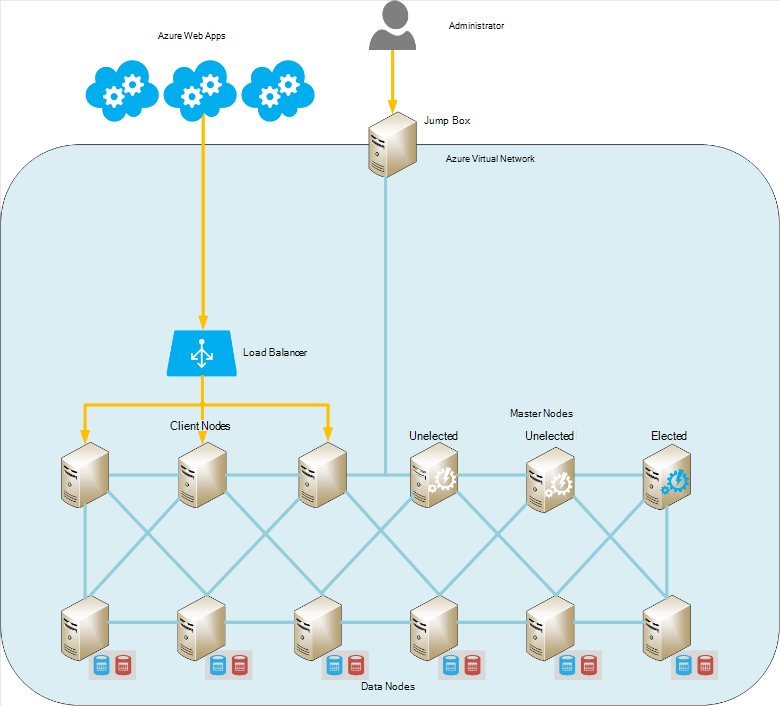 Administrator
Azure Web Apps
Jump Box
Azure Virtual Network
Load Balancer
Master Nodes
Client Nodes
Unelected
Unelected
Elected
Data Nodes